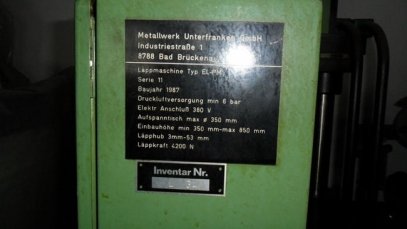 Metallwerk Unterfranken GmbH
Industriestraße 1
8788 Bad Brückenau
Läppmaschine Typ EL-PM
Serie 11
Baujahr 1987
Druckluftversorgung min 6 bar
Elektr Anschluß 380 V
Aufspanntisch max ø 350 mm
Einbauhöhe min 350 mm-max 850 mm
Läpphub 3mm-53 mm
Läppkraft 4200 N
Inventar Nr.